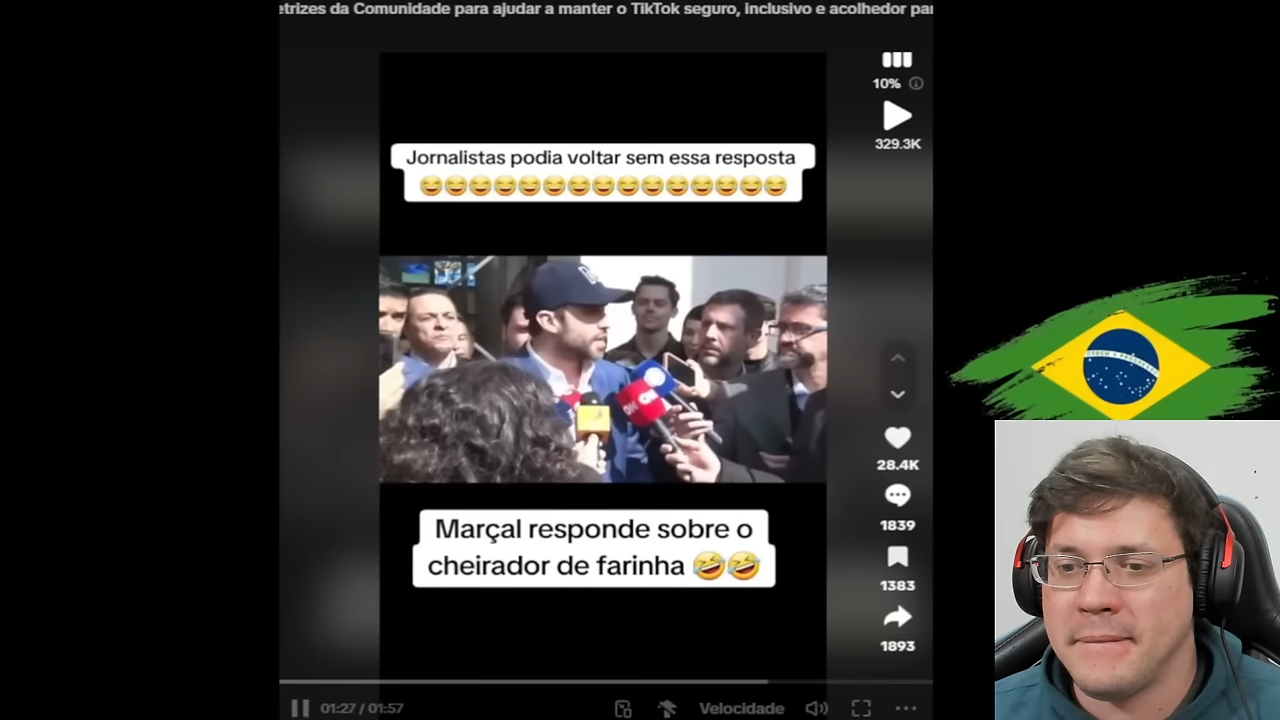 etrizes da Comunidade para ajudar a manter o TikTok seguro, inclusivo e acolhedor par
10%
329.3K
Jornalistas podia voltar sem essa resposta
😂😂😂😂😂😂😂😂😂😂😂😂😂😂😂
CNN
28.4K
1839
Marçal responde sobre o
cheirador de farinha 🤣🤣
1383
1893
01:27 / 01:57
Velocidade